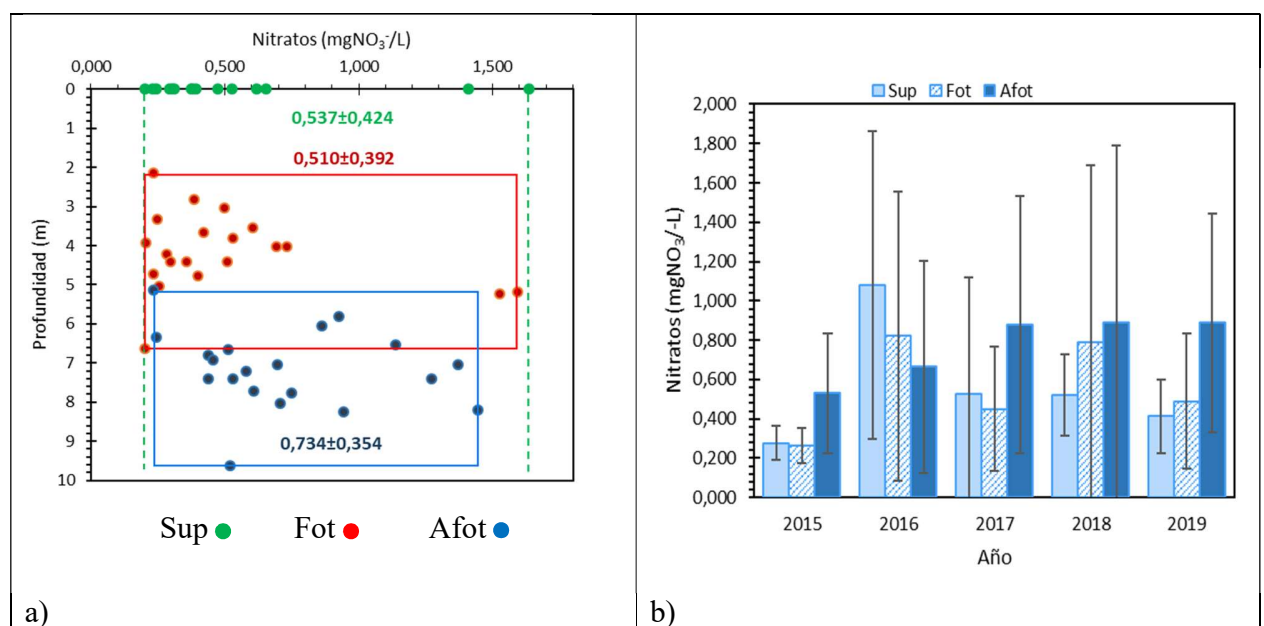 Nitratos (mgNO₃⁻/L)
0,000 0,500 1,000 1,500
0
1
2
3
4
5
6
7
8
9
10
Profundidad (m)
0,537±0,424
0,510±0,392
0,734±0,354
Sup Fot Afot
a)
Sup Fot Afot
2,000
1,800
1,600
1,400
1,200
1,000
0,800
0,600
0,400
0,200
0,000
Nitratos (mgNO₃/-L)
2015 2016 2017 2018 2019
Año
b)